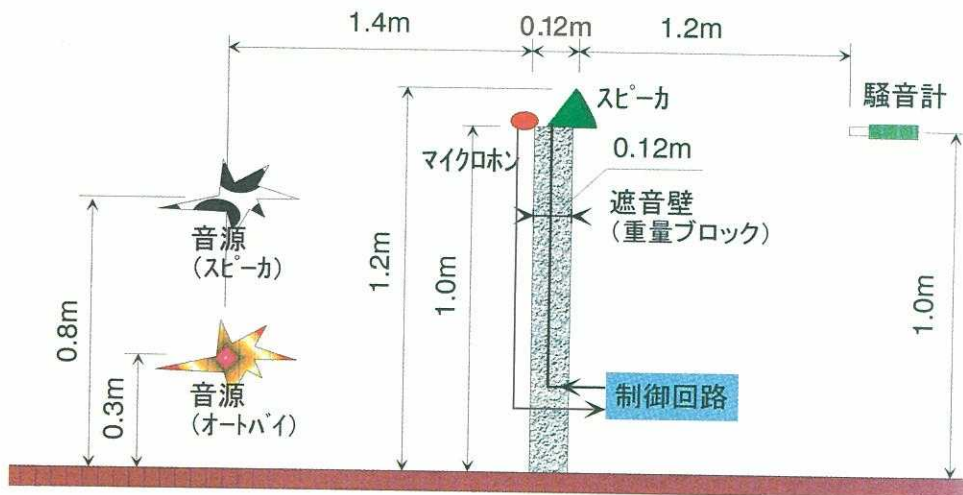 1.4m
0.12m
1.2m
スピーカ
騒音計
マイクロホン
0.12m
遮音壁
(重量ブロック)
音源
(スピーカ)
1.2m
1.0m
0.8m
1.0m
音源
(オートバイ)
0.3m
制御回路